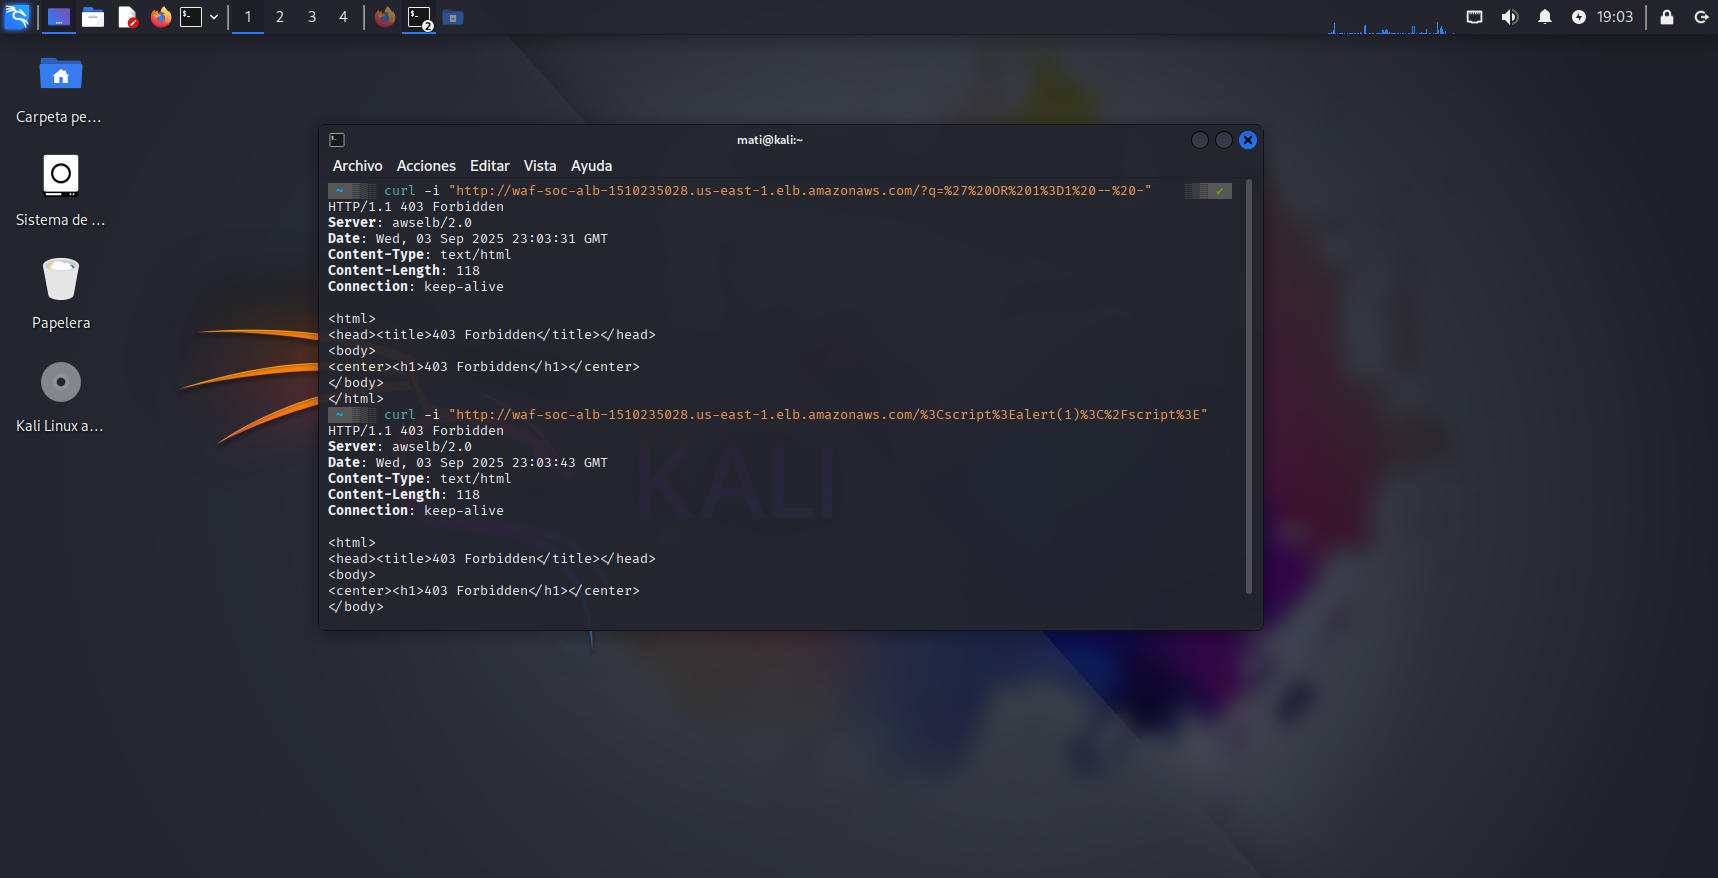 1 2 3 4
2
19:03
Carpeta pe...
Sistema de ...
Papelera
Kali Linux a...
mati@kali:~
Archivo Acciones Editar Vista Ayuda
~ curl -i "http://waf-soc-alb-1510235028.us-east-1.elb.amazonaws.com/?q=%27%20OR%201%3D1%20--%20-" ✔
HTTP/1.1 403 Forbidden
Server: awselb/2.0
Date: Wed, 03 Sep 2025 23:03:31 GMT
Content-Type: text/html
Content-Length: 118
Connection: keep-alive
<html>
<head><title>403 Forbidden</title></head>
<body>
<center><h1>403 Forbidden</h1></center>
</body>
</html>
~ curl -i "http://waf-soc-alb-1510235028.us-east-1.elb.amazonaws.com/%3Cscript%3Ealert(1)%3C%2Fscript%3E"
HTTP/1.1 403 Forbidden
Server: awselb/2.0
Date: Wed, 03 Sep 2025 23:03:43 GMT
Content-Type: text/html
Content-Length: 118
Connection: keep-alive
<html>
<head><title>403 Forbidden</title></head>
<body>
<center><h1>403 Forbidden</h1></center>
</body>
KALI